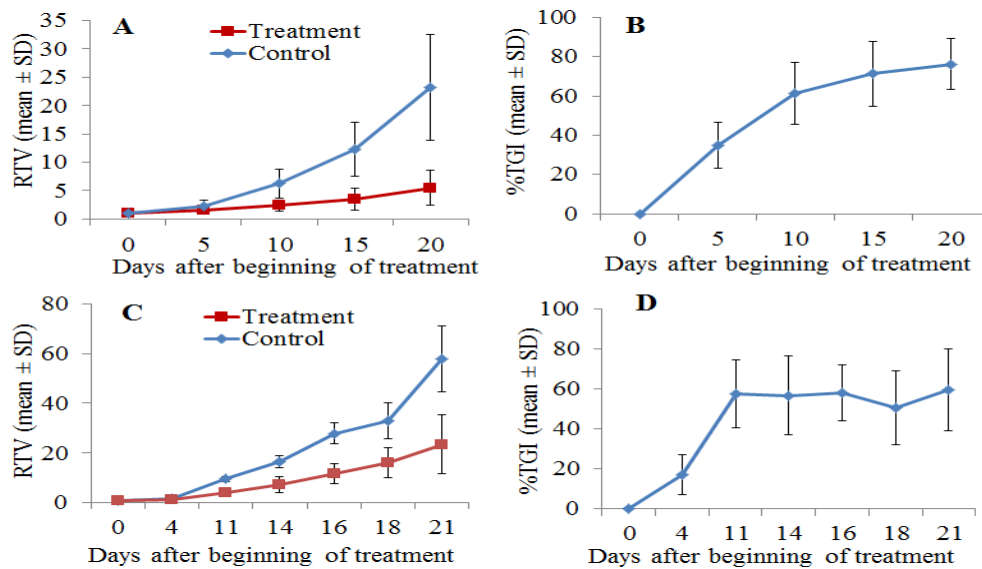 A
Treatment
Control
RTV (mean ± SD)
35
30
25
20
15
10
5
0
0 5 10 15 20
Days after beginning of treatment
B
%TGI (mean ± SD)
100
80
60
40
20
0
0 5 10 15 20
Days after beginning of treatment
C
Treatment
Control
RTV (mean ± SD)
80
60
40
20
0
0 4 11 14 16 18 21
Days after beginning of treatment
D
%TGI (mean ± SD)
100
80
60
40
20
0
0 4 11 14 16 18 21
Days after beginning of treatment